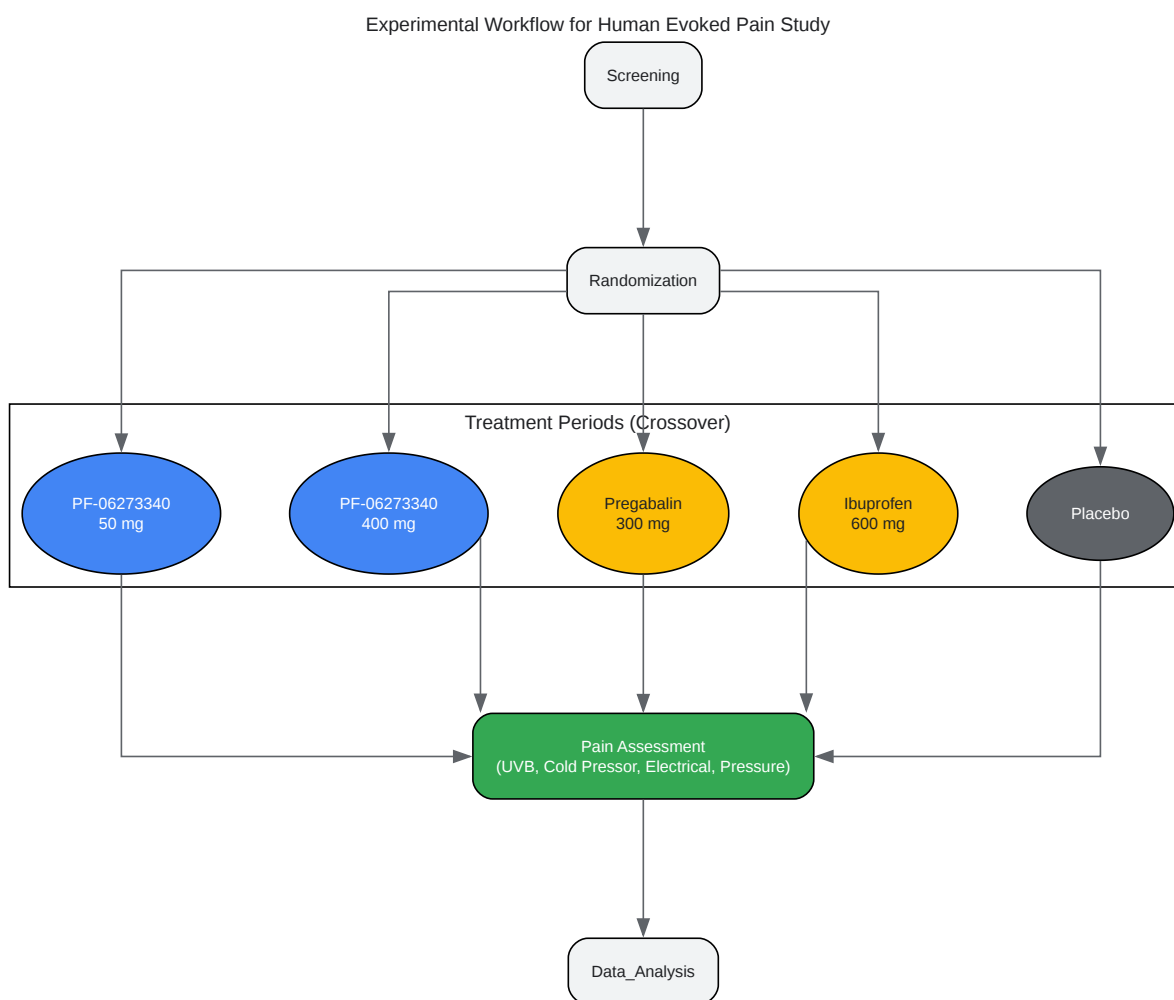 Experimental Workflow for Human Evoked Pain Study
Screening
Randomization
Treatment Periods (Crossover)
PF-06273340
50 mg
PF-06273340
400 mg
Pregabalin
300 mg
Ibuprofen
600 mg
Placebo
Pain Assessment
(UVB, Cold Pressor, Electrical, Pressure)
Data_Analysis